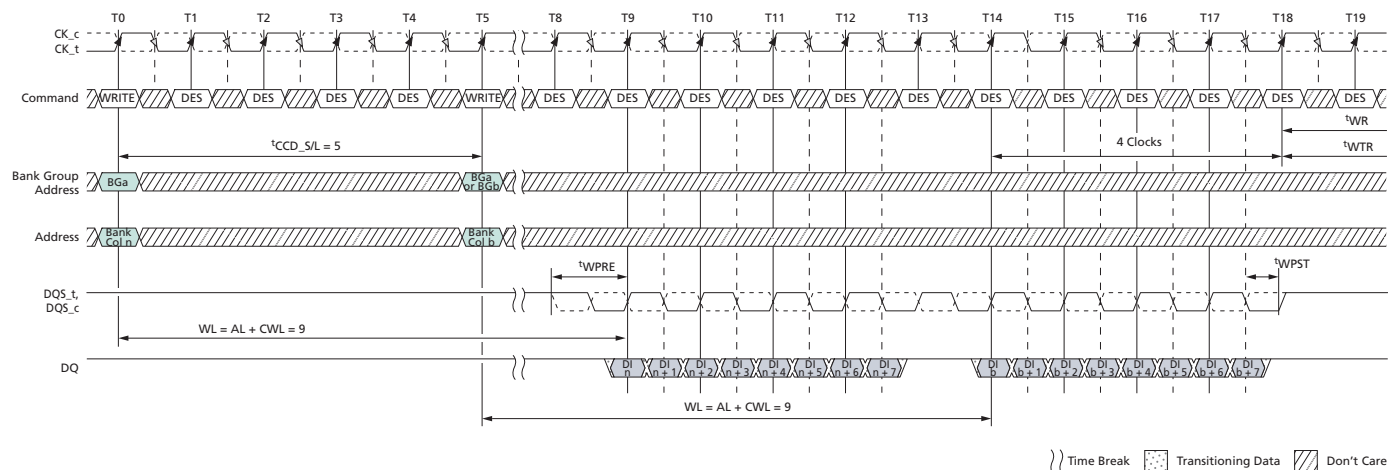 T0 T1 T2 T3 T4 T5 T8 T9 T10 T11 T12 T13 T14 T15 T16 T17 T18 T19
CK_c
CK_t
Command WRITE DES DES DES DES WRITE DES DES DES DES DES DES DES DES DES DES DES DES
tWR
tCCD_S/L = 5 4 Clocks tWTR
Bank Group
Address
BGa
BGa
or BGb
Address
Bank
Col n
Bank
Col b
tWPRE tWPST
DQS_t,
DQS_c
WL = AL + CWL = 9
DQ
DI
n
DI
n + 1
DI
n + 2
DI
n + 3
DI
n + 4
DI
n + 5
DI
n + 6
DI
n + 7
DI
b
DI
b + 1
DI
b + 2
DI
b + 3
DI
b + 4
DI
b + 5
DI
b + 6
DI
b + 7
WL = AL + CWL = 9
Time Break Transitioning Data Don't Care